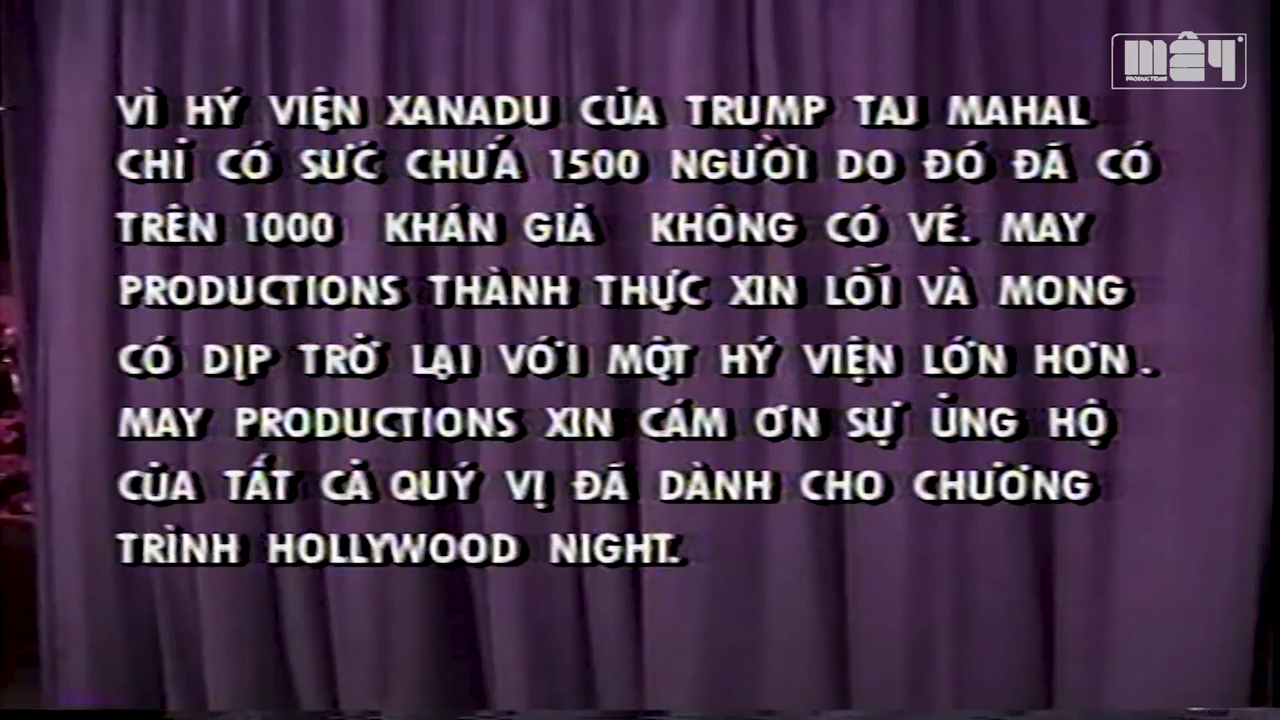 mây
PRODUCTIONS
VÌ HÝ VIỆN XANADU CỦA TRUMP TAJ MAHAL
CHỈ CÓ SỨC CHỨA 1500 NGƯỜI DO ĐÓ ĐÃ CÓ
TRÊN 1000 KHÁN GIẢ KHÔNG CÓ VÉ. MAY
PRODUCTIONS THÀNH THỰC XIN LỖI VÀ MONG
CÓ DỊP TRỞ LẠI VỚI MỘT HÝ VIỆN LỚN HƠN.
MAY PRODUCTIONS XIN CÁM ƠN SỰ ỦNG HỘ
CỦA TẤT CẢ QUÝ VỊ ĐÃ DÀNH CHO CHƯƠNG
TRÌNH HOLLYWOOD NIGHT.